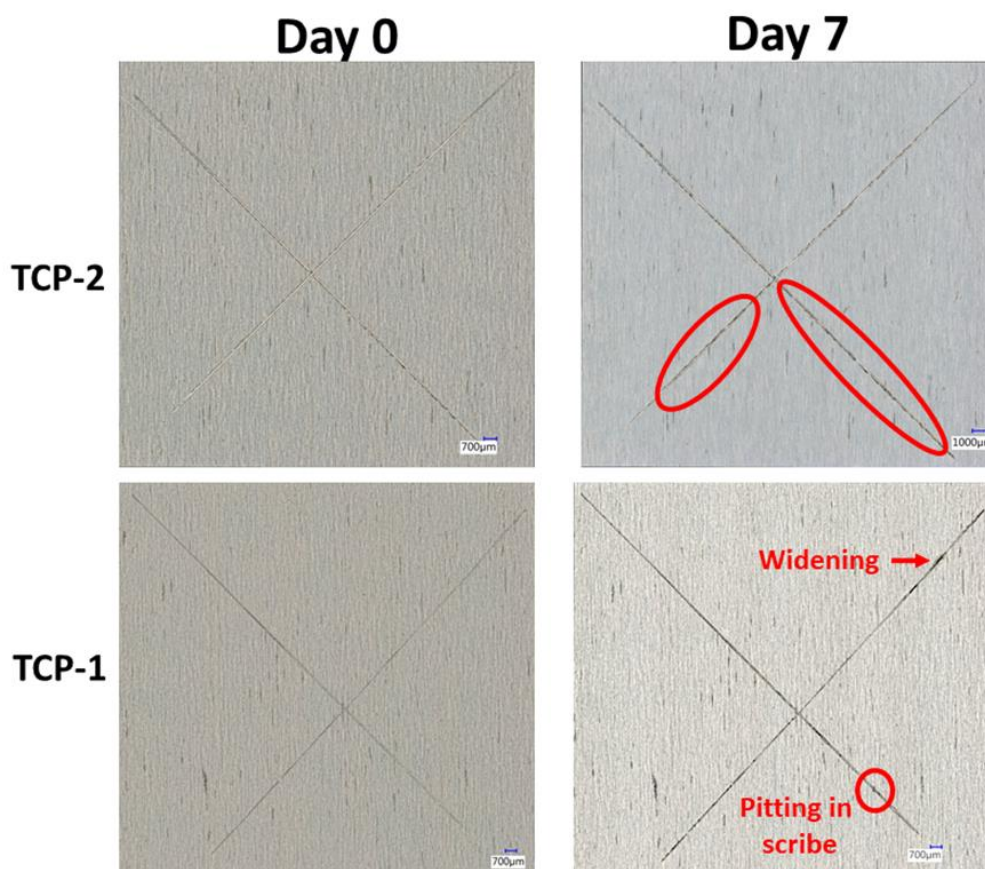 Day 0
Day 7
TCP-2
700µm
1000µm
TCP-1
Widening
Pitting in
scribe
700µm
700µm